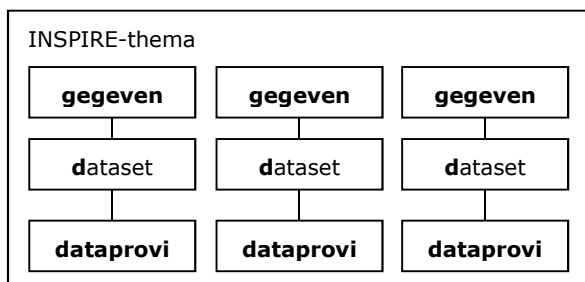 INSPIRE-thema
gegeven gegeven gegeven
dataset dataset dataset
dataprovi dataprovi dataprovi